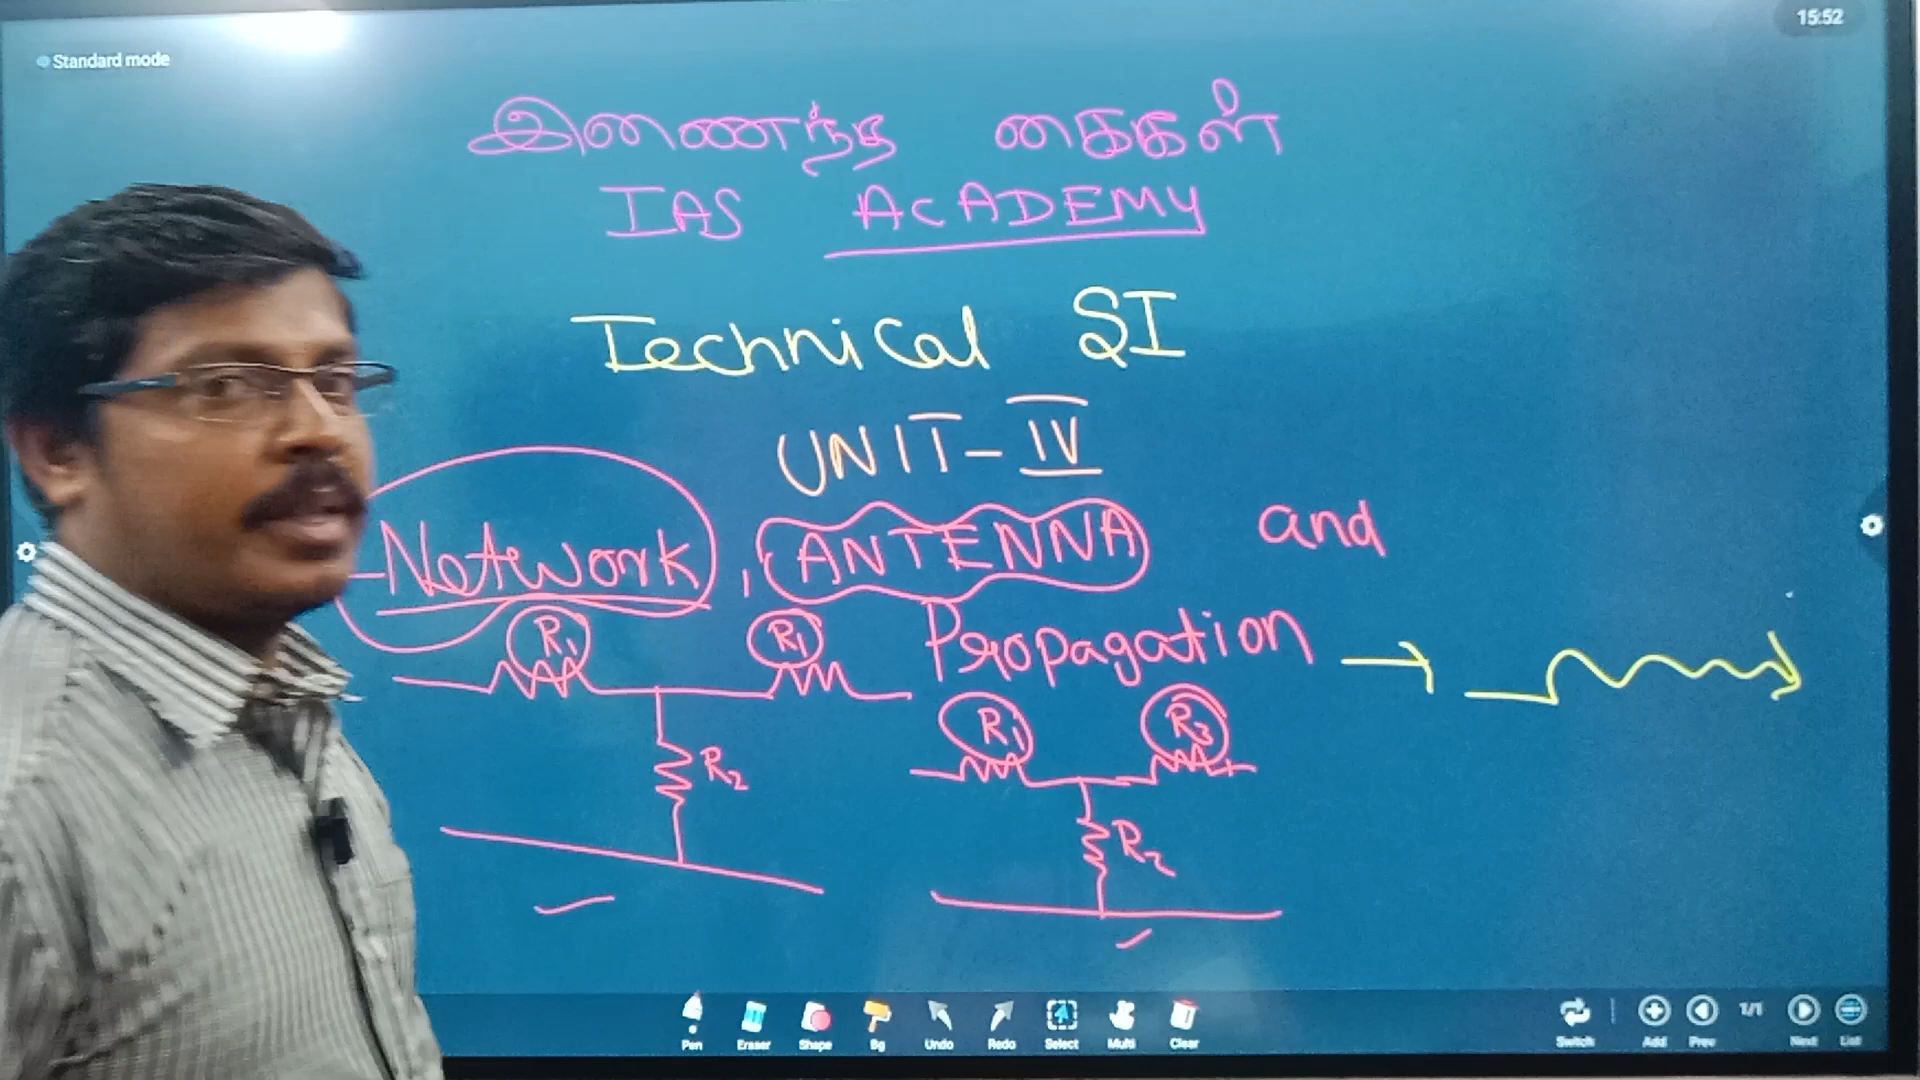 15:52
Standard mode
இணைந்த கைகள்
IAS ACADEMY
Technical SI
UNIT-IV
Network, ANTENNA and
Propagation →
R1 R1
R2
R1 R3
R2
Pen Eraser Shape Bg Undo Redo Select Multi Clear Switch Add Prev 1/1 Next List